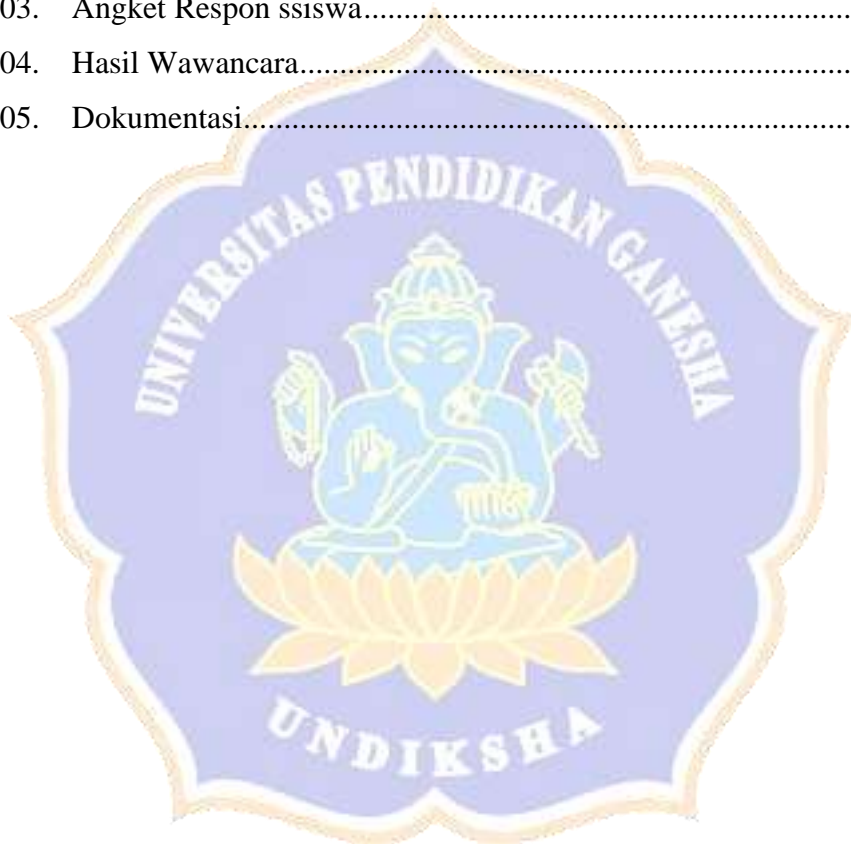 03. Angket Respon ssiswa........................................................................
04. Hasil Wawancara................................................................................
05. Dokumentasi.......................................................................................
UNIVERSITAS PENDIDIKAN GANESHA
UNDIKSHA